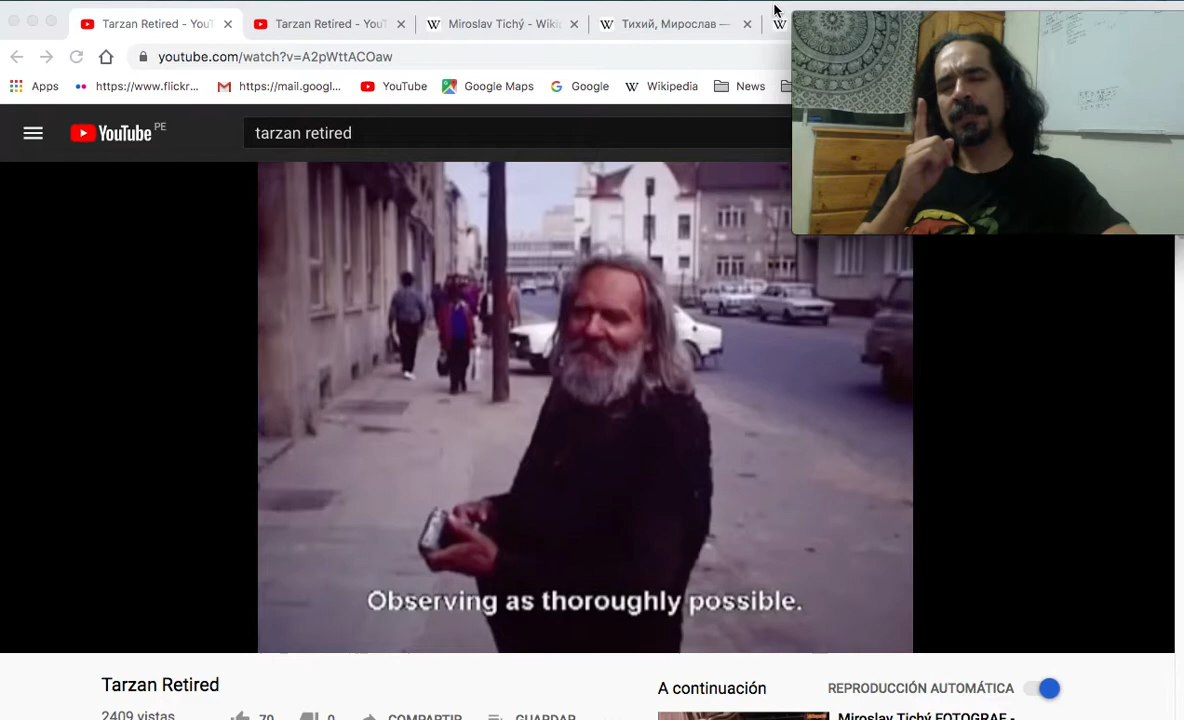 Tarzan Retired - YouT
Tarzan Retired - YouT
Miroslav Tichý - Wikip
Тихий, Мирослав —
youtube.com/watch?v=A2pWttACOaw
Apps
https://www.flickr...
https://mail.googl...
YouTube
Google Maps
Google
Wikipedia
News
YouTube PE
tarzan retired
Observing as thoroughly possible.
Tarzan Retired
A continuación
REPRODUCCIÓN AUTOMÁTICA
2409 vistas
70
0
COMPARTIR
GUARDAR
Miroslav Tichý FOTOGRAF -